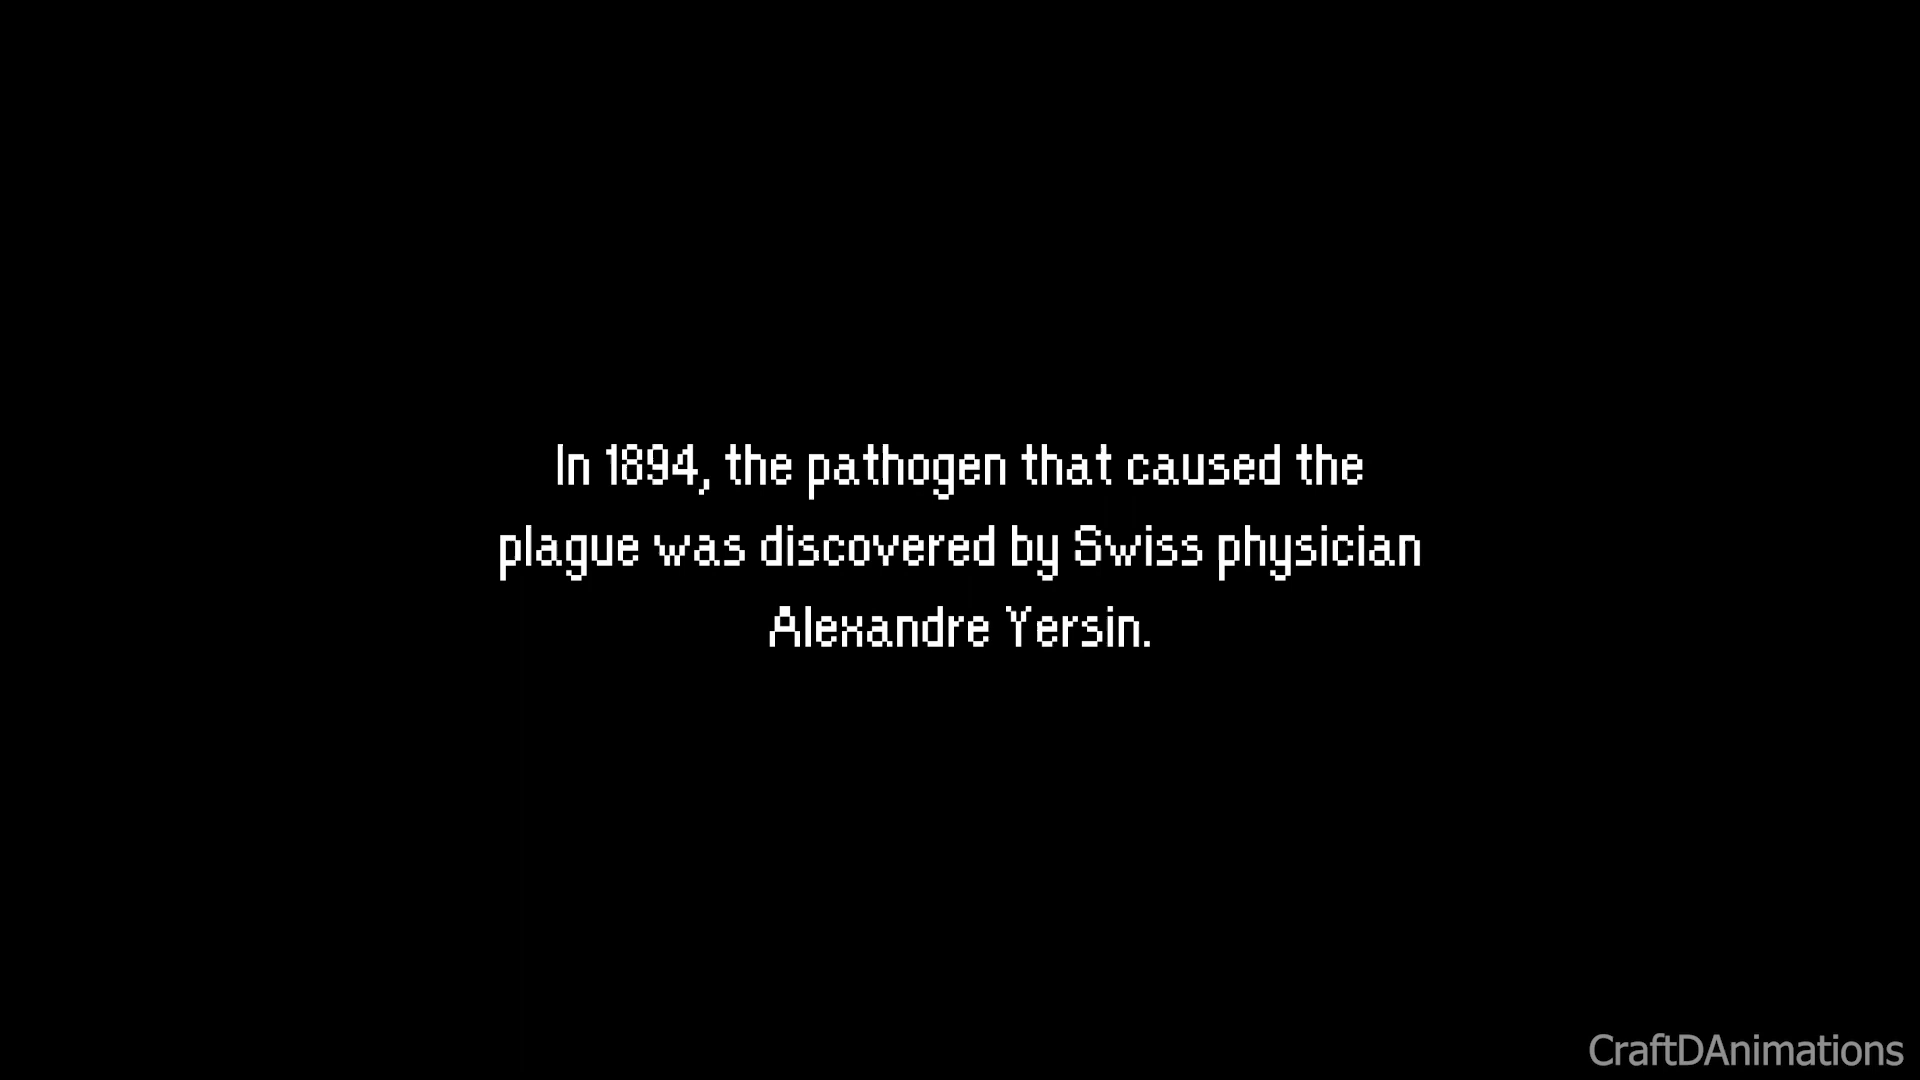 In 1894, the pathogen that caused the
plague was discovered by Swiss physician
Alexandre Yersin.
CraftDAnimations